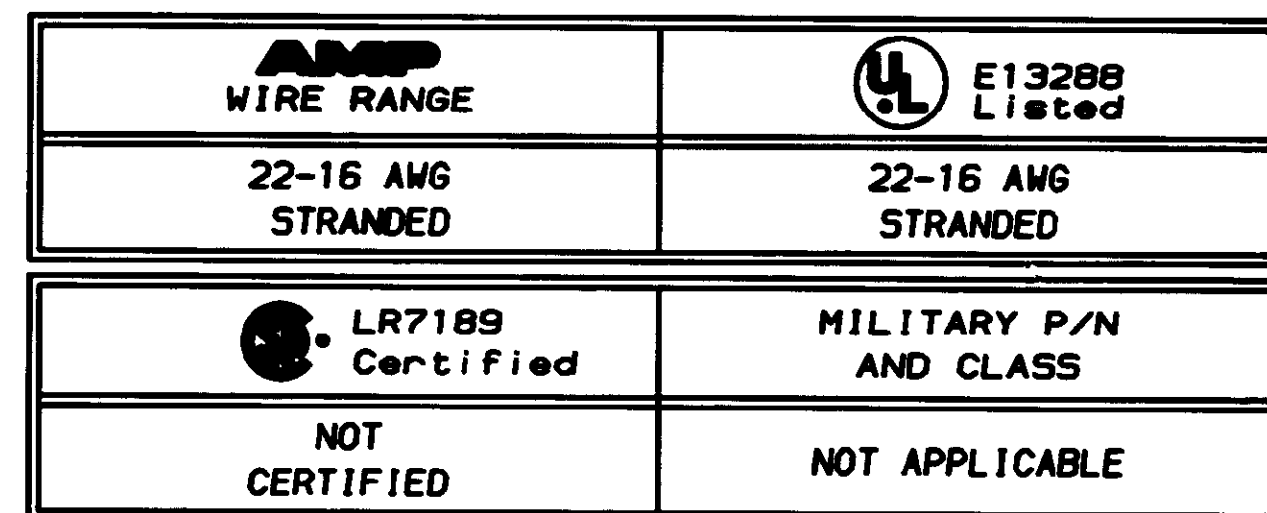 AMP
WIRE RANGE
UL E13288
Listed
22-16 AWG
STRANDED
22-16 AWG
STRANDED
LR7189
Certified
MILITARY P/N
AND CLASS
NOT
CERTIFIED
NOT APPLICABLE